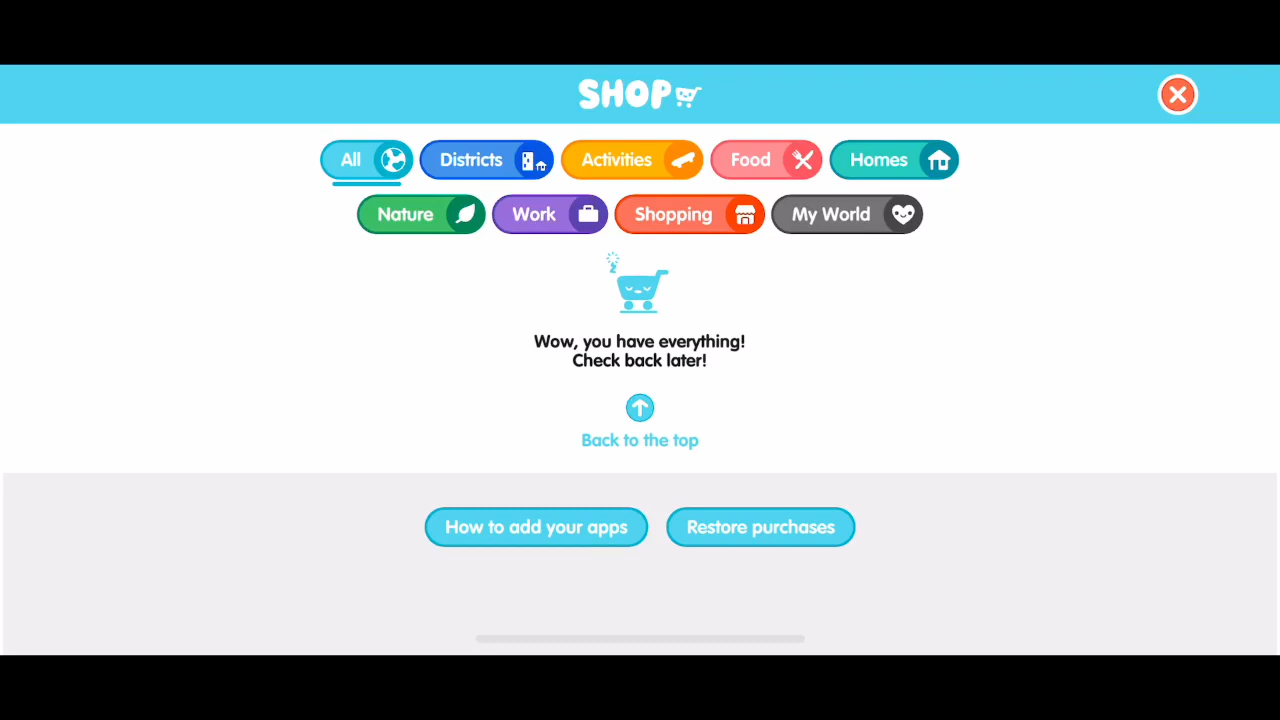 SHOP
All
Districts
Activities
Food
Homes
Nature
Work
Shopping
My World
Wow, you have everything!
Check back later!
Back to the top
How to add your apps
Restore purchases